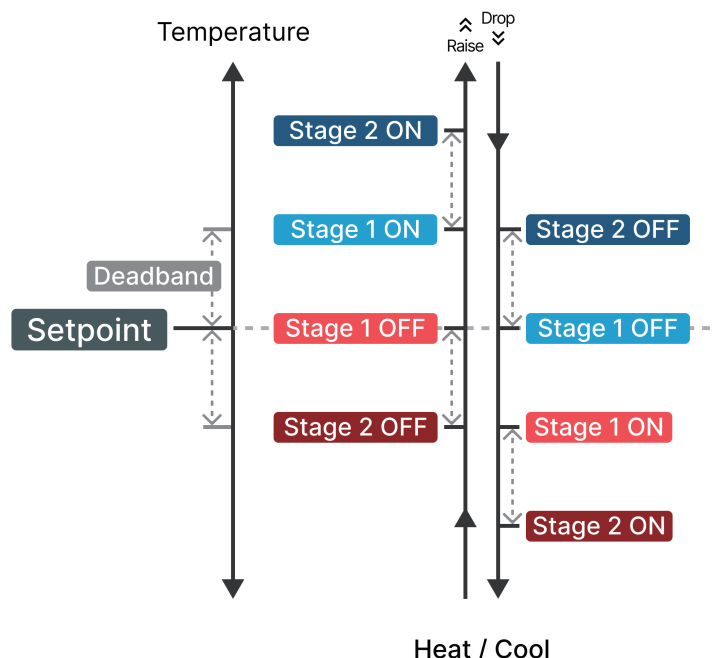 Temperature
Drop
Raise
Stage 2 ON
Stage 1 ON
Stage 2 OFF
Deadband
Setpoint
Stage 1 OFF
Stage 1 OFF
Stage 2 OFF
Stage 1 ON
Stage 2 ON
Heat / Cool